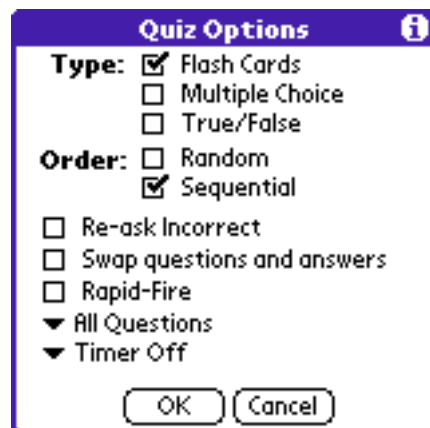 Quiz Options
Type: Flash Cards
Multiple Choice
True/False
Order: Random
Sequential
Re-ask Incorrect
Swap questions and answers
Rapid-Fire
All Questions
Timer Off
OK Cancel